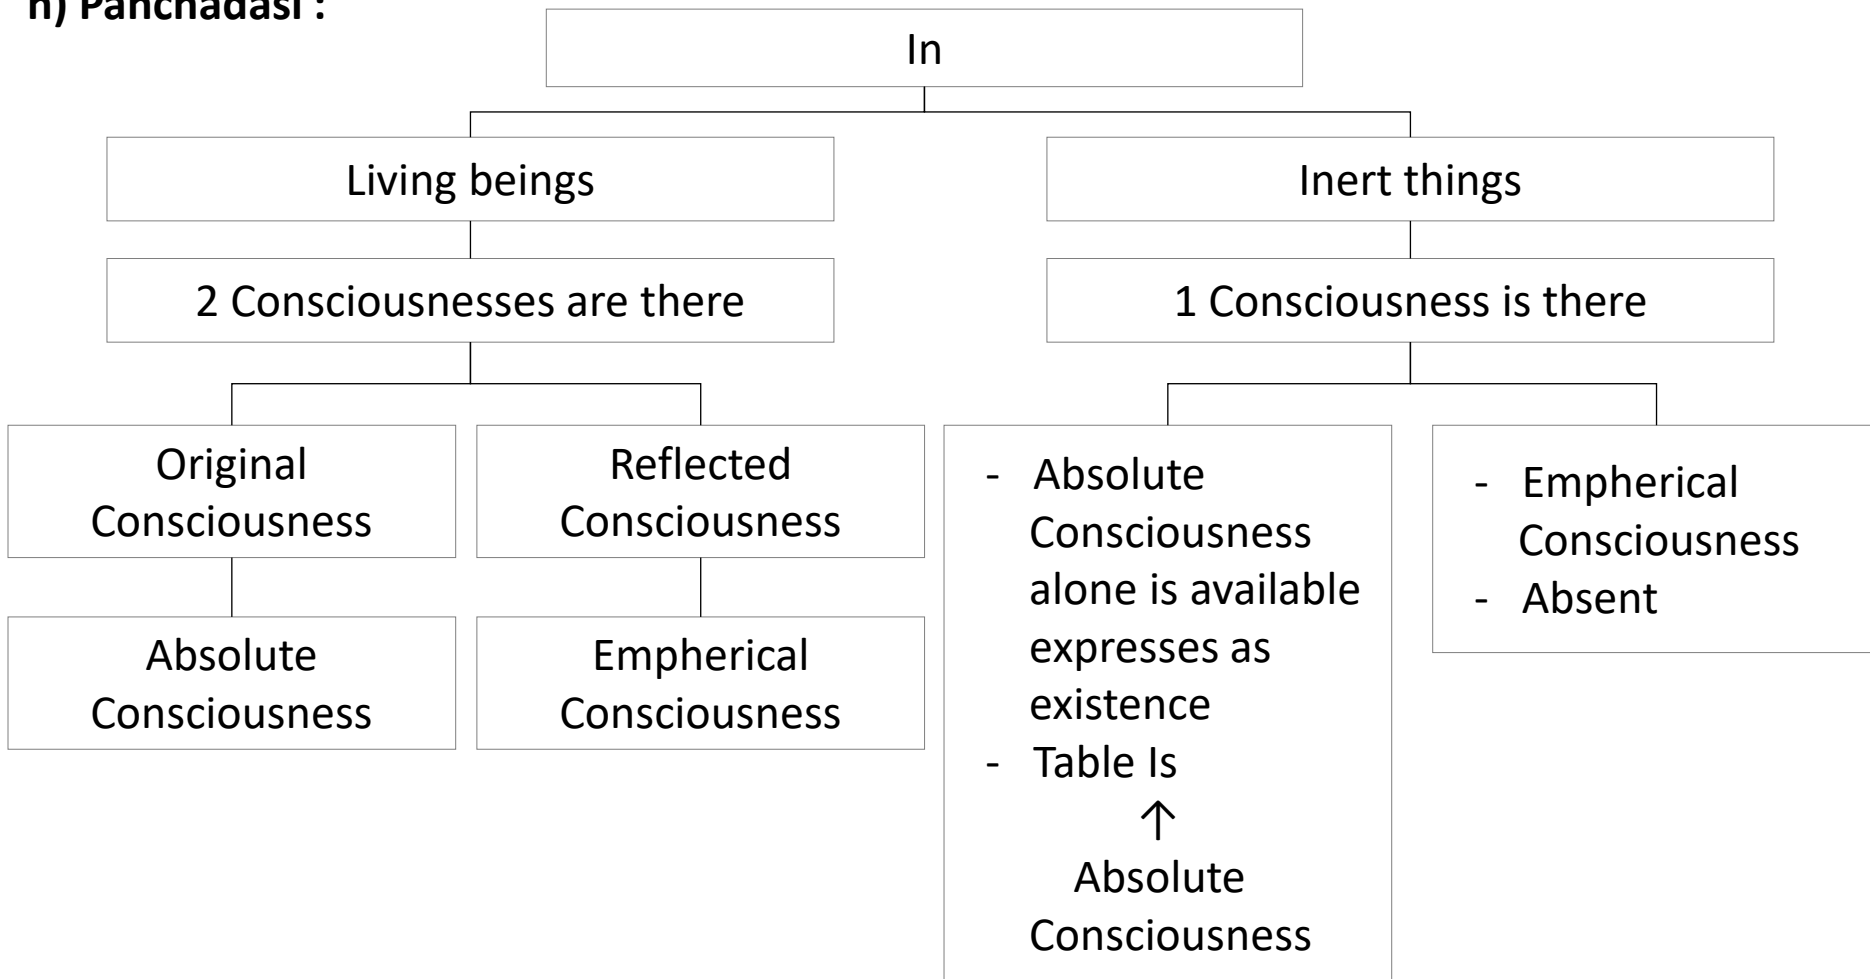 h) Panchadasi :
In
Living beings
Inert things
2 Consciousnesses are there
1 Consciousness is there
Original
Consciousness
Reflected
Consciousness
- Absolute
Consciousness
alone is available
expresses as
existence
- Table Is
↑
Absolute
Consciousness
- Empherical
Consciousness
- Absent
Absolute
Consciousness
Empherical
Consciousness